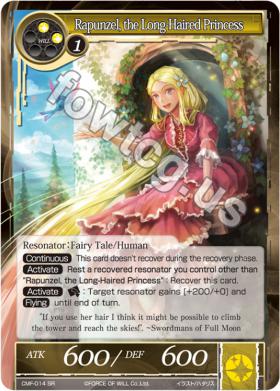 Rapunzel, the Long Haired Princess
WILL
1
fowtcg.us
Resonator : Fairy Tale/Human
Continuous This card doesn't recover during the recovery phase.
Activate Rest a recovered resonator you control other than
"Rapunzel, the Long-Haired Princess": Recover this card.
Activate : Target resonator gains [+200/+0] and
Flying until end of turn.
"If you use her hair I think it might be possible to climb
the tower and reach the skies!". ~Swordmans of Full Moon
ATK 600 / DEF 600
CMF-014 SR ©FORCE OF WILL Co.,Ltd. イラスト/